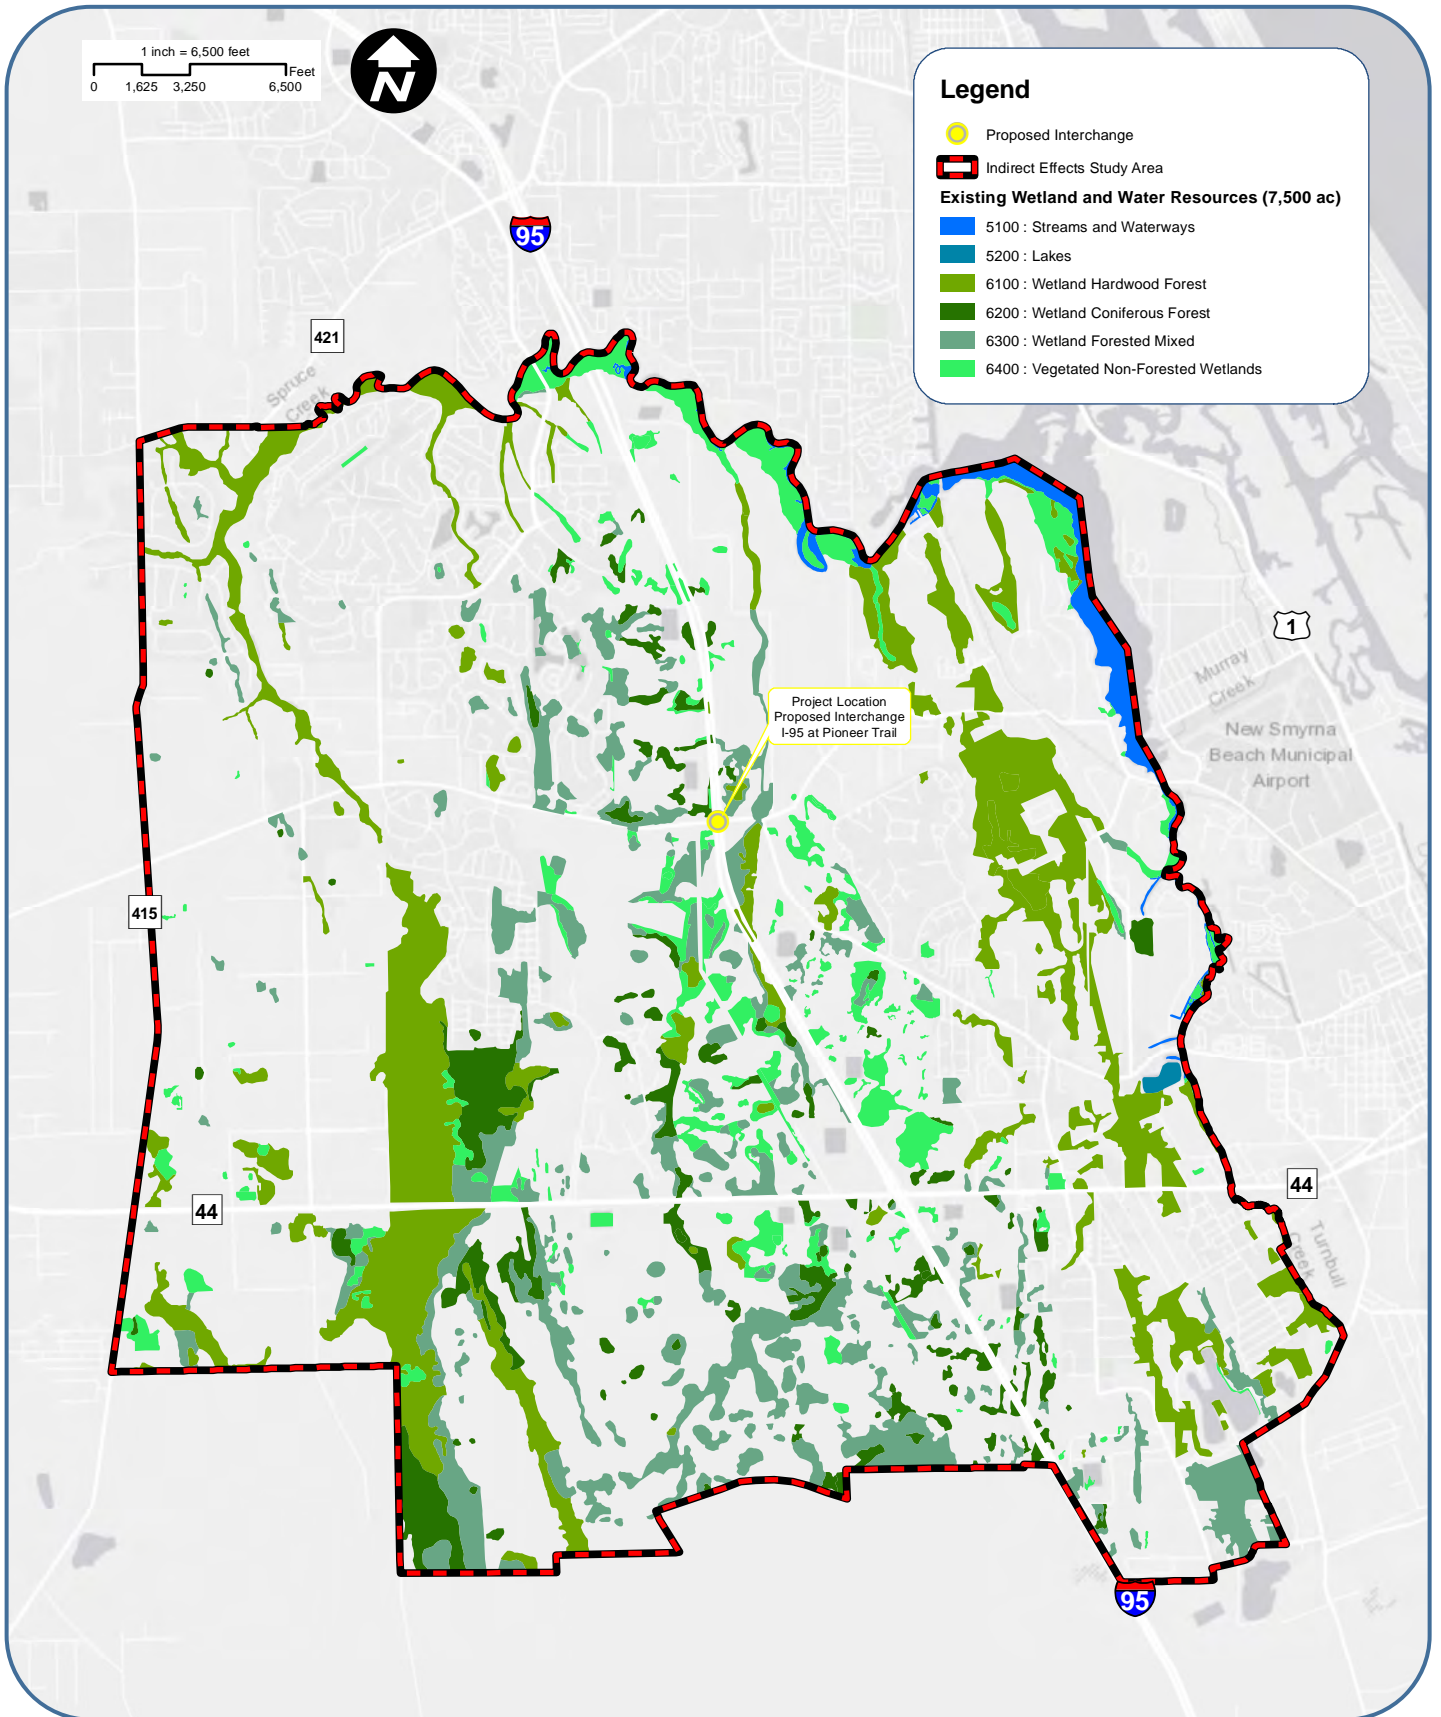 1 inch = 6,500 feet
Feet
0 1,625 3,250 6,500
N
Legend
Proposed Interchange
Indirect Effects Study Area
Existing Wetland and Water Resources (7,500 ac)
5100 : Streams and Waterways
5200 : Lakes
6100 : Wetland Hardwood Forest
6200 : Wetland Coniferous Forest
6300 : Wetland Forested Mixed
6400 : Vegetated Non-Forested Wetlands
95
421
Spruce
Creek
1
Murray
Creek
Project Location
Proposed Interchange
I-95 at Pioneer Trail
New Smyrna
Beach Municipal
Airport
415
44
44
Turnbull
Creek
95